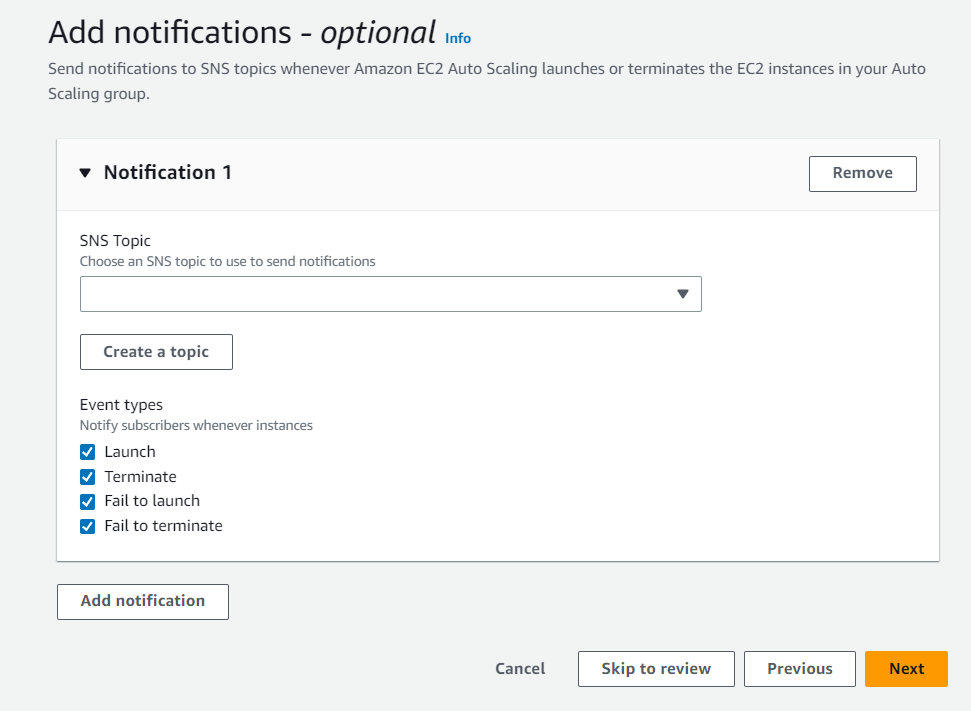 Add notifications - optional Info
Send notifications to SNS topics whenever Amazon EC2 Auto Scaling launches or terminates the EC2 instances in your Auto
Scaling group.
Notification 1
Remove
SNS Topic
Choose an SNS topic to use to send notifications
Create a topic
Event types
Notify subscribers whenever instances
Launch
Terminate
Fail to launch
Fail to terminate
Add notification
Cancel
Skip to review
Previous
Next